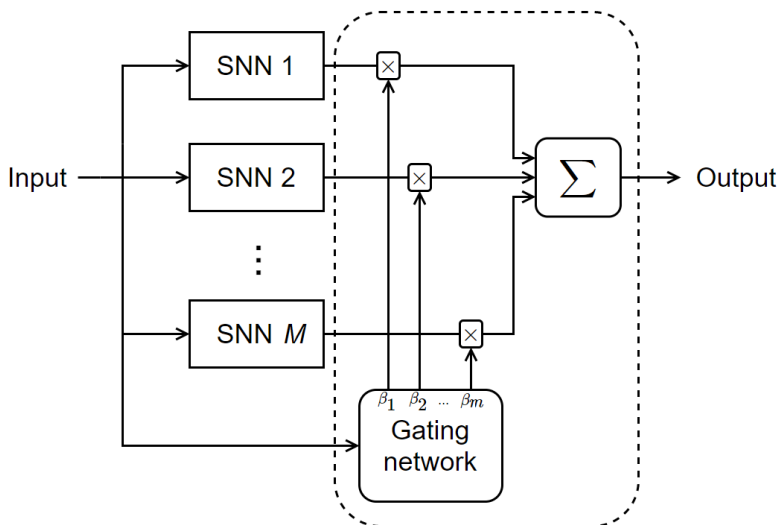 SNN 1
×
Input
SNN 2
×
∑
Output
⋮
SNN M
×
β₁ β₂ ... βₘ
Gating
network